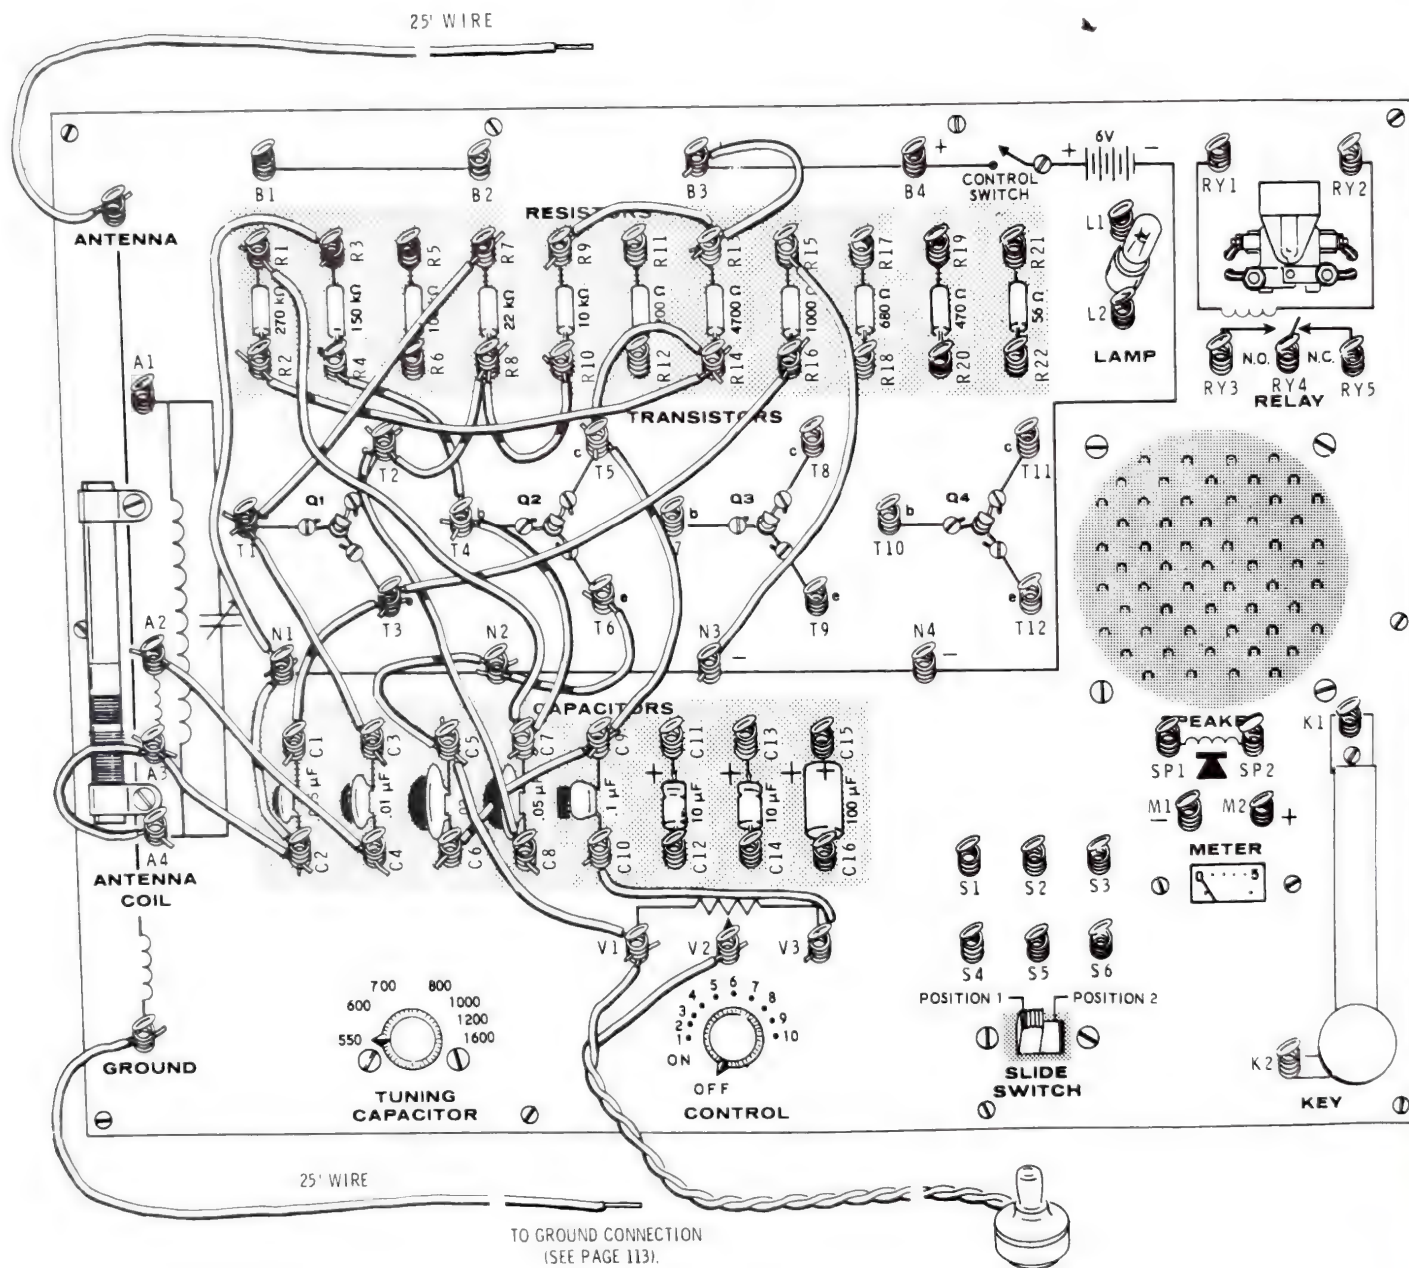 25' WIRE
6V
+ -
B1 B2 B3 B4 +
CONTROL
SWITCH
RY1 RY2
ANTENNA
RESISTORS
L1
R1 R3 R5 R7 R9 R11 R13 R15 R17 R19 R21
270 kΩ 150 kΩ 22 kΩ 10 kΩ 4700 Ω 1000 Ω 680 Ω 470 Ω 56 Ω
L2
R2 R4 R6 R8 R10 R12 R14 R16 R18 R20 R22
LAMP
N.O. N.C.
RY3 RY4 RY5
RELAY
A1
TRANSISTORS
T2 c T5 c T8 c T11
Q1 Q2 Q3 Q4
T1 b T4 b b T10
e e e
T3 T6 T9 T12
A2 N1 N2 N3 - N4 -
CAPACITORS
SP1 SP2
K1
A3 C1 C3 C5 C7 C9 C11 C13 C15
+ + + +
.01 µF .05 µF .1 µF 10 µF 10 µF 100 µF
M1 M2
- +
METER
0 5
A4 C2 C4 C6 C8 C10 C12 C14 C16
ANTENNA
COIL
S1 S2 S3
V1 V2 V3
S4 S5 S6
POSITION 1 POSITION 2
550 600 700 800 1000 1200 1600
ON 1 2 3 4 5 6 7 8 9 10
OFF
GROUND
TUNING
CAPACITOR
CONTROL
SLIDE
SWITCH
K2
KEY
25' WIRE
TO GROUND CONNECTION
(SEE PAGE 113).